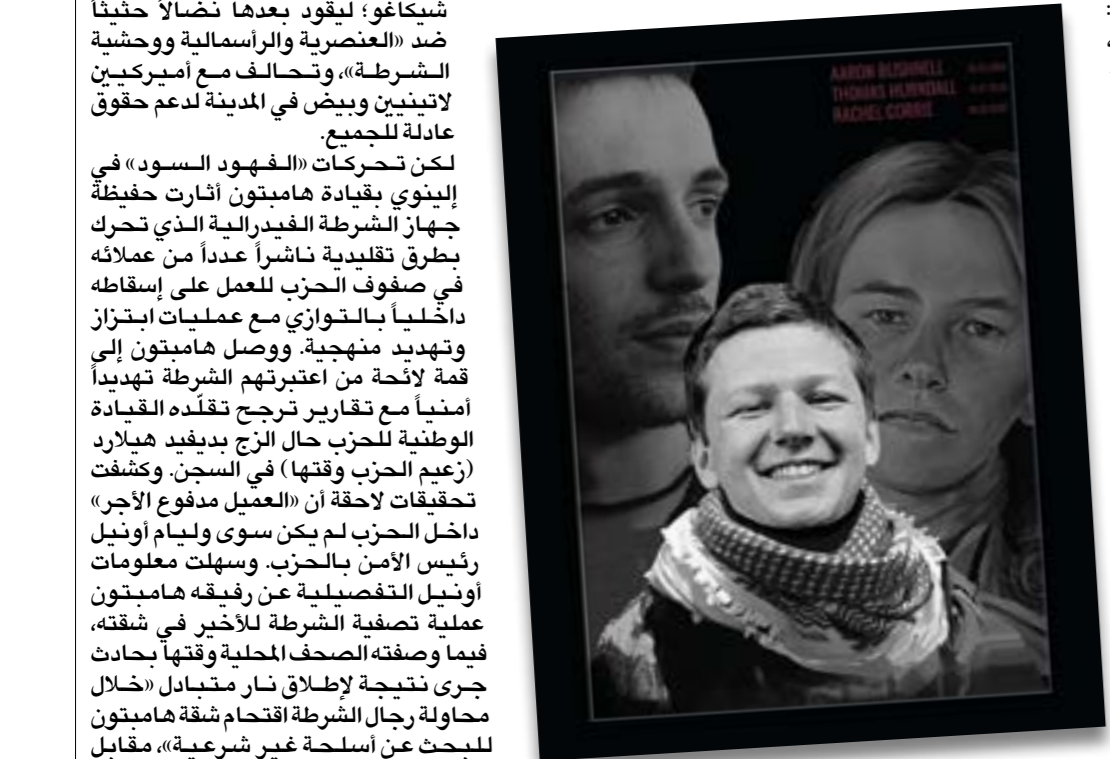 شيكاغو؛ ليقود بعدها نضالاً حثيثاً
ضد «العنصرية والرأسمالية ووحشية
الشرطة»، وتحالف مع أميركيين
لاتينيين وبيض في المدينة لدعم حقوق
عادلة للجميع.
لكن تحركات «الفهود السود» في
إلينوي بقيادة هامبتون أثارت حفيظة
جهاز الشرطة الفيدرالية الذي تحرك
بطرق تقليدية ناشراً عدداً من عملائه
في صفوف الحزب للعمل على إسقاطه
داخلياً بالتوازي مع عمليات ابتزاز
وتهديد منهجية. ووصل هامبتون إلى
قمة لائحة من اعتبرتهم الشرطة تهديداً
أمنياً مع تقارير ترجح تقلّده القيادة
الوطنية للحزب حال الزج بديفيد هيلارد
(زعيم الحزب وقتها) في السجن. وكشفت
تحقيقات لاحقة أن «العميل مدفوع الأجر»
داخل الحزب لم يكن سوى وليام أونيل
رئيس الأمن بالحزب. وسهلت معلومات
أونيل التفصيلية عن رفيقه هامبتون
عملية تصفية الشرطة للأخير في شقته،
فيما وصفته الصحف المحلية وقتها بحادث
جرى نتيجة لإطلاق نار متبادل «خلال
محاولة رجال الشرطة اقتحام شقة هامبتون
للبحث عن أسلحة غير شرعية»، مقابل
AARON BUSHNELL
THOMAS HURNDALL
RACHEL CORRIE